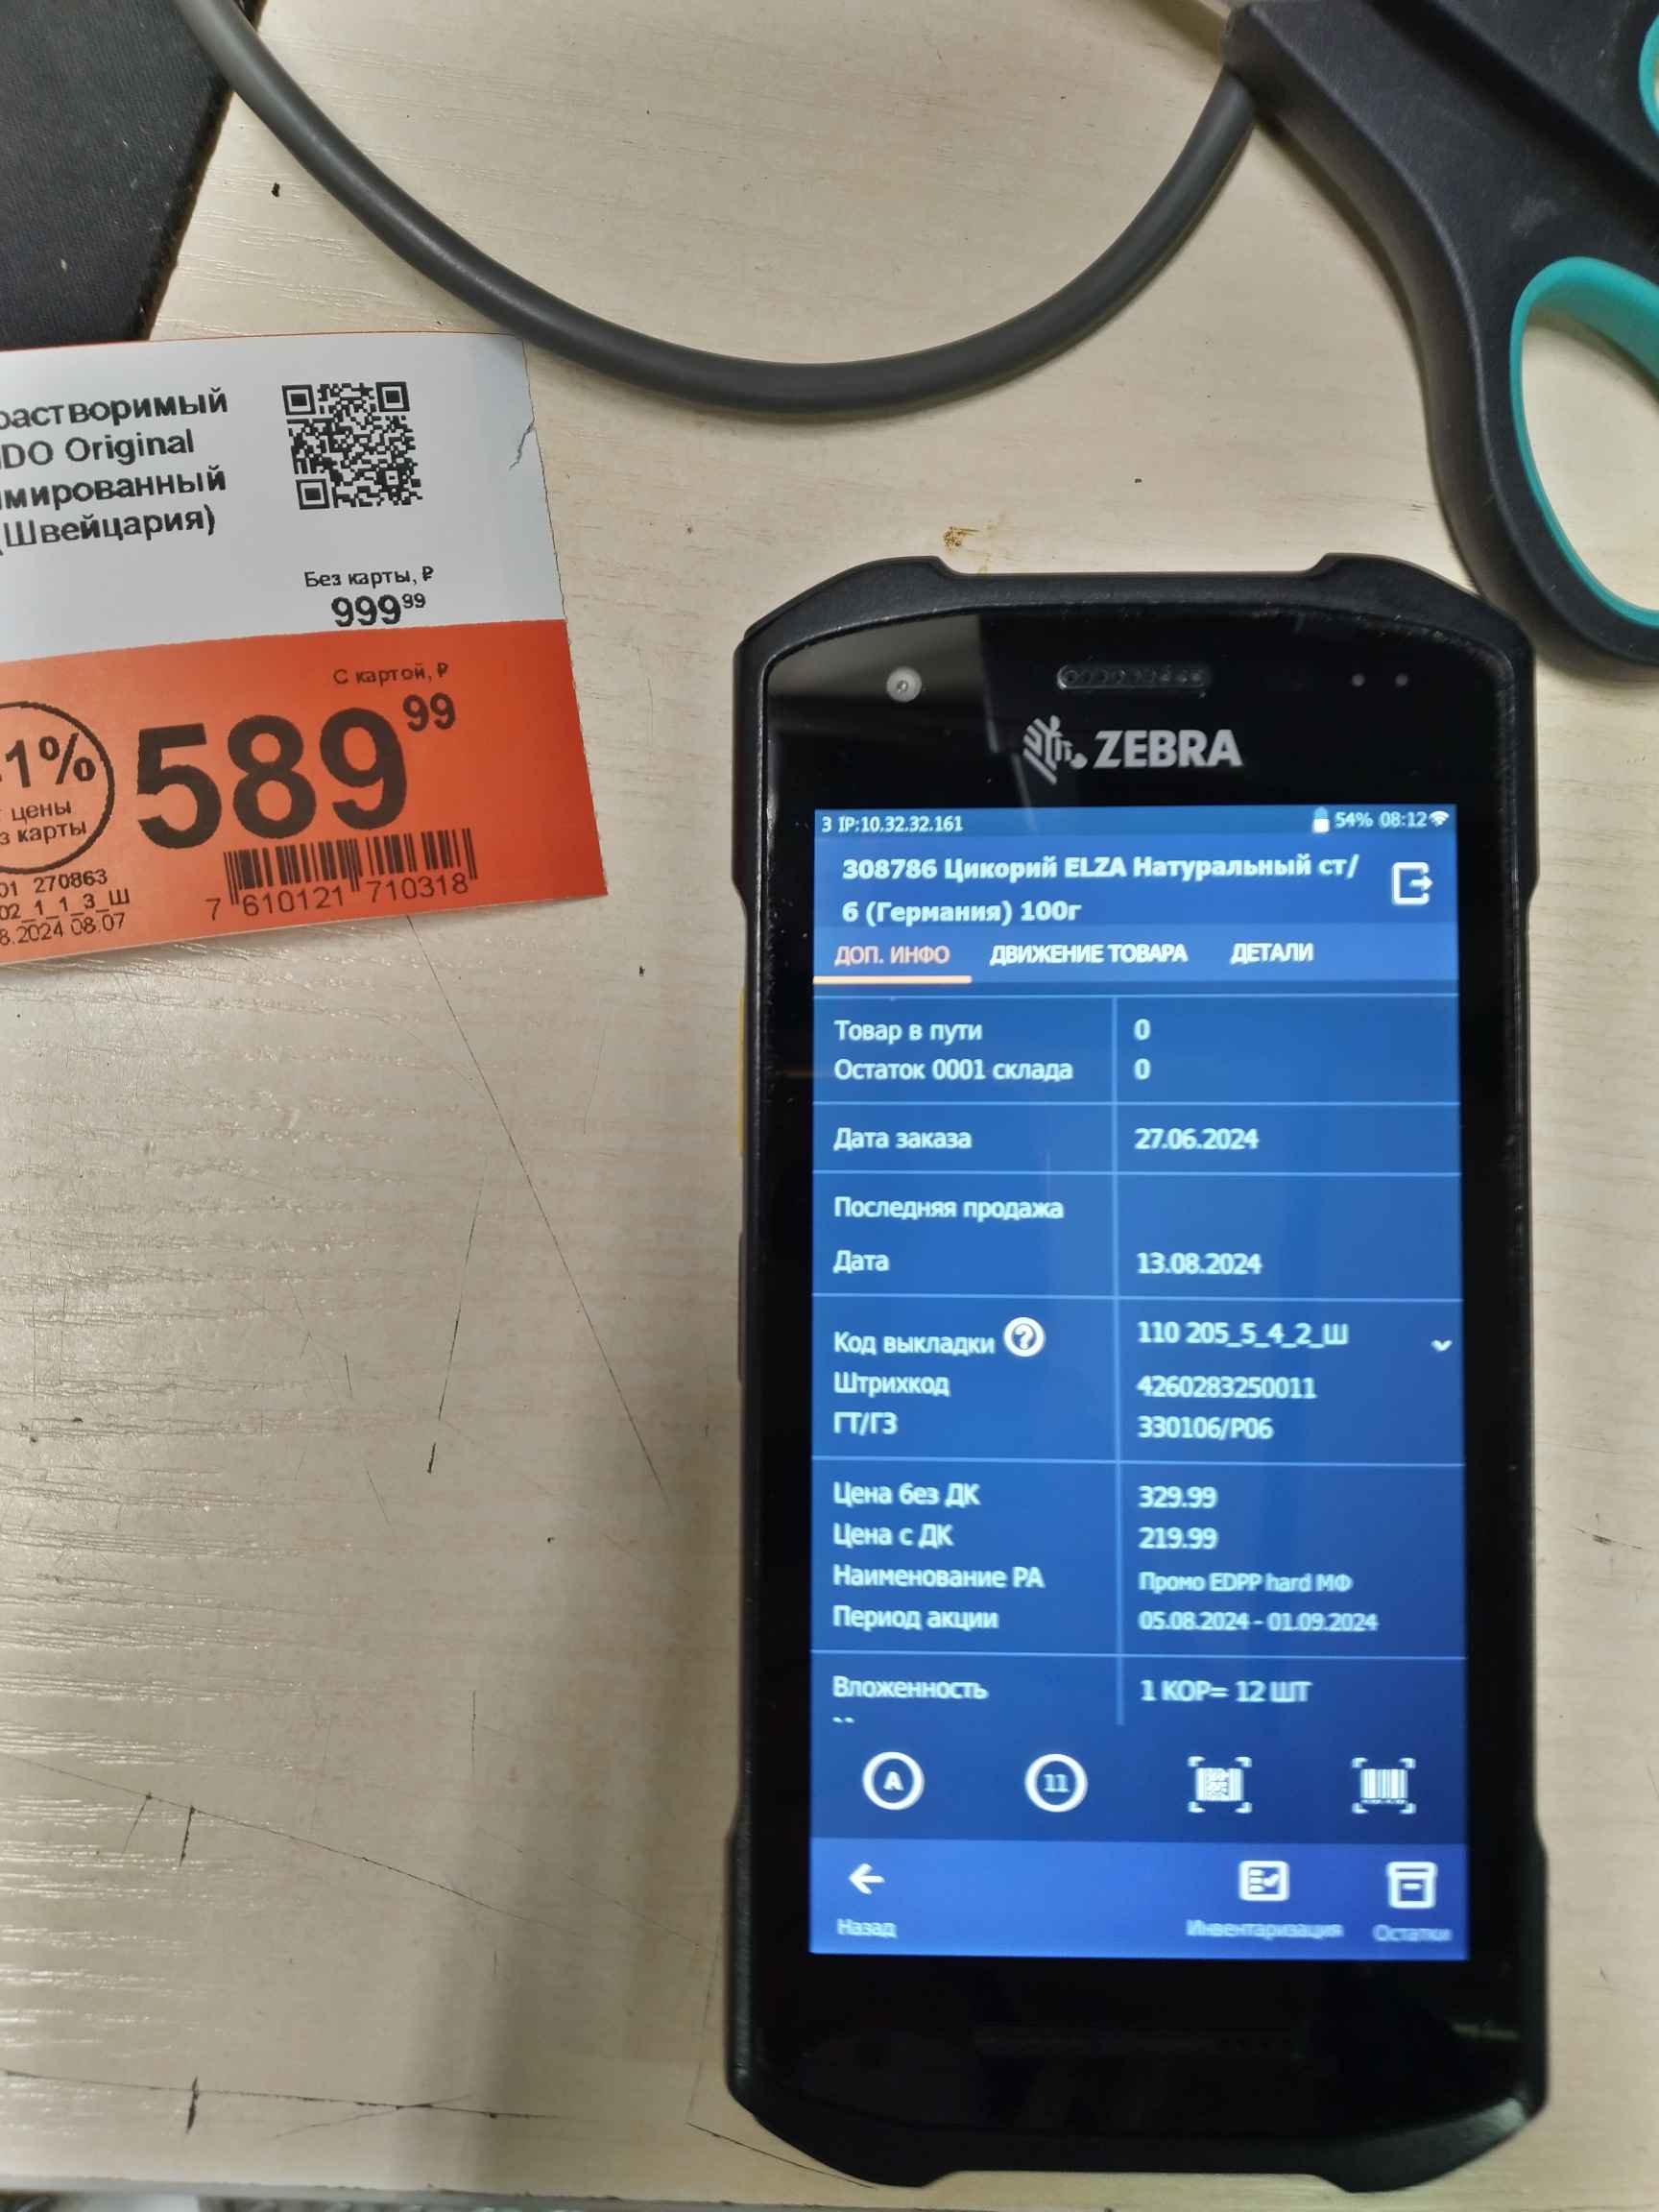 растворимый
DO Original
мированный
(Швейцария)
Без карты, ₽
999 99
С картой, ₽
589 99
1%
цены
з карты
01 270863
02_1_1_3_Ш
8.2024 08:07
7 610121 710318
ZEBRA
3 IP:10.32.32.161
54% 08:12
308786 Цикорий ELZA Натуральный ст/
б (Германия) 100г
ДОП. ИНФО ДВИЖЕНИЕ ТОВАРА ДЕТАЛИ
Товар в пути 0
Остаток 0001 склада 0
Дата заказа 27.06.2024
Последняя продажа
Дата 13.08.2024
Код выкладки ? 110 205_5_4_2_Ш
Штрихкод 4260283250011
ГТ/ГЗ 330106/P06
Цена без ДК 329.99
Цена с ДК 219.99
Наименование РА Промо EDPP hard МФ
Период акции 05.08.2024 - 01.09.2024
Вложенность 1 КОР= 12 ШТ
A 11
Назад Инвентаризация Остатки